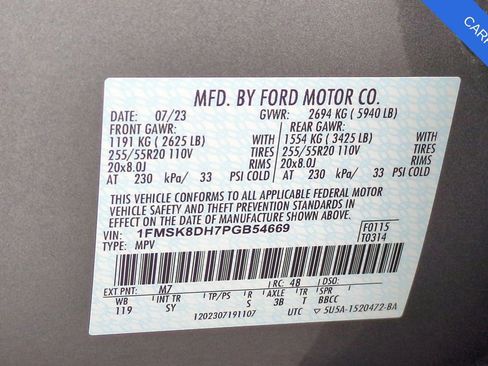 CARF
MFD. BY FORD MOTOR CO.
DATE: 07/23 GVWR: 2694 KG ( 5940 LB)
FRONT GAWR: REAR GAWR:
1191 KG ( 2625 LB) WITH 1554 KG ( 3425 LB) WITH
255/55R20 110V TIRES 255/55R20 110V TIRES
20x8.0J RIMS 20x8.0J RIMS
AT 230 kPa/ 33 PSI COLD AT 230 kPa/ 33 PSI COLD
THIS VEHICLE CONFORMS TO ALL APPLICABLE FEDERAL MOTOR
VEHICLE SAFETY AND THEFT PREVENTION STANDARDS IN
EFFECT ON THE DATE OF MANUFACTURE SHOWN ABOVE.
VIN: 1FMSK8DH7PGB54669 F0115
TYPE: MPV T0314
EXT PNT: M7 RC: 48 DSO:
WB INT TR TP/PS R AXLE TR SPR
119 SY S 3B T BBCC
1202307191107 UTC 5U5A-1520472-BA